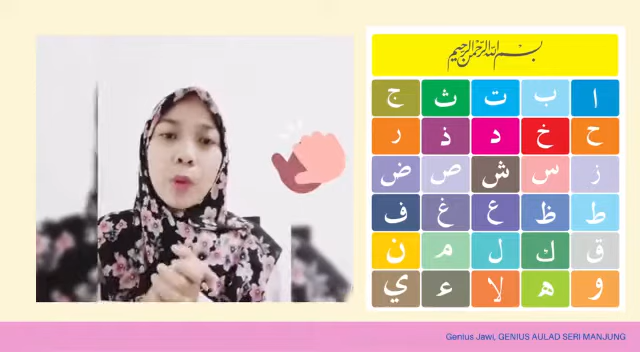 بسم الله الرحمن الرحيم
ا ب ت ث ج
ح خ د ذ ر
ز س ش ص ض
ط ظ ع غ ف
ق ك ل م ن
و ه لا ء ي
Genius Jawi, GENIUS AULAD SERI MANJUNG